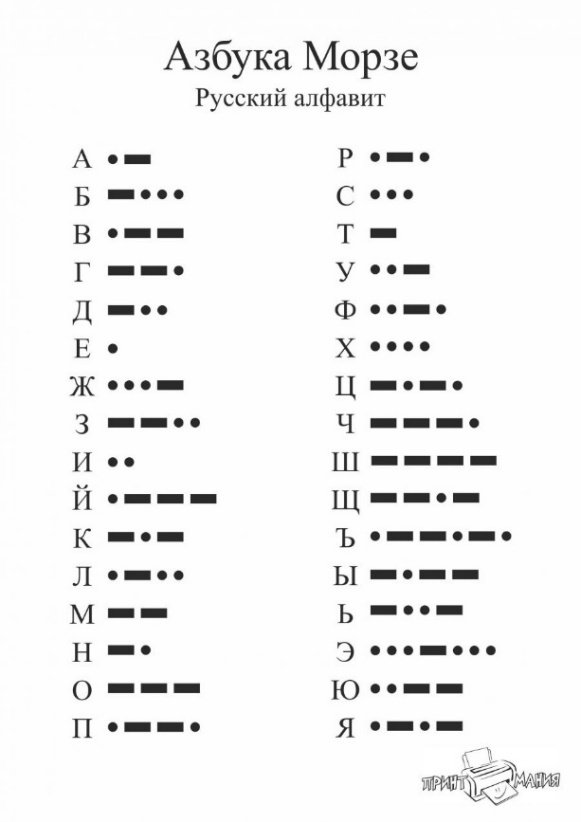 Азбука Морзе
Русский алфавит
А •—
Б —•••
В •——
Г ——•
Д —••
Е •
Ж •••—
З ——••
И ••
Й •———
К —•—
Л •—••
М ——
Н —•
О ———
П •——•
Р •—•
С •••
Т —
У ••—
Ф ••—•
Х ••••
Ц —•—•
Ч ———•
Ш ————
Щ ——•—
Ъ •——•—•
Ы —•——
Ь —••—
Э •••—•••
Ю ••——
Я •—•—
ПРИНТ МАНИЯ